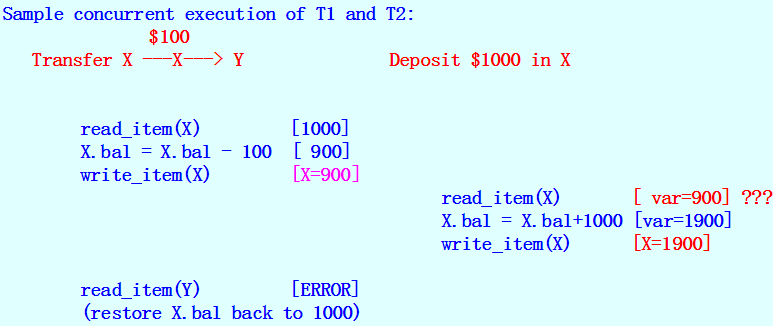 Sample concurrent execution of T1 and T2:
$100
Transfer X ---X---> Y Deposit $1000 in X
read_item(X) [1000]
X.bal = X.bal - 100 [ 900]
write_item(X) [X=900]
read_item(X) [ var=900] ???
X.bal = X.bal+1000 [var=1900]
write_item(X) [X=1900]
read_item(Y) [ERROR]
(restore X.bal back to 1000)